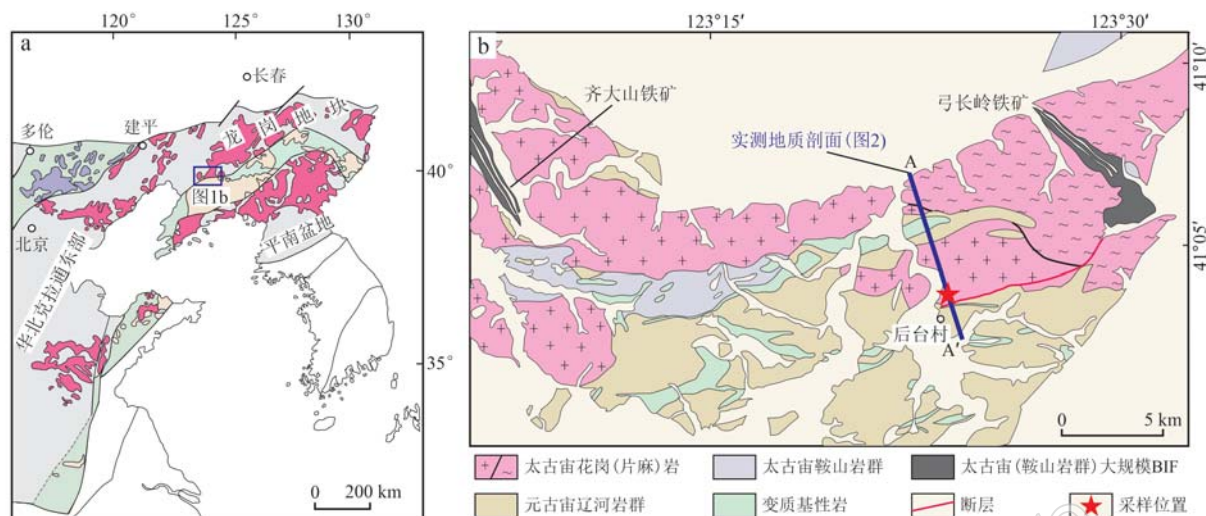 a
120°
125°
130°
长春
多伦
建平
龙岗地块
40°
图1b
北京
平南盆地
华北克拉通东部
35°
0 200 km
b
123°15′
123°30′
41°10′
齐大山铁矿
弓长岭铁矿
实测地质剖面(图2)
A
41°05′
后台村
A′
0 5 km
太古宙花岗(片麻)岩
太古宙鞍山岩群
太古宙(鞍山岩群)大规模BIF
元古宙辽河岩群
变质基性岩
断层
采样位置